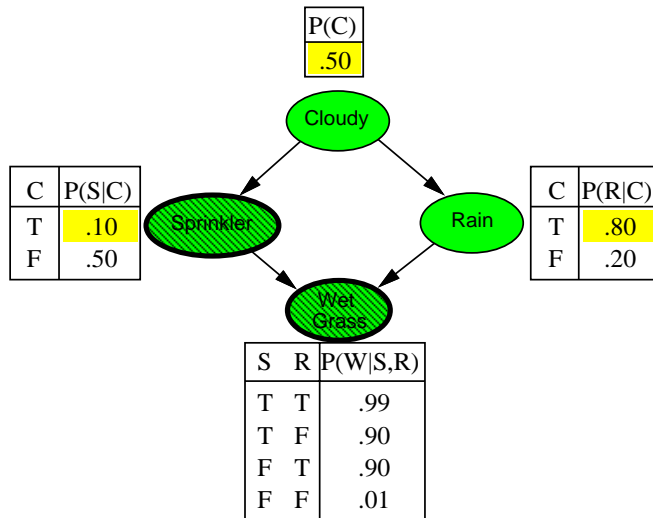 P(C)
.50
Cloudy
C P(S|C)
T .10
F .50
Sprinkler
Rain
C P(R|C)
T .80
F .20
Wet
Grass
S R P(W|S,R)
T T .99
T F .90
F T .90
F F .01